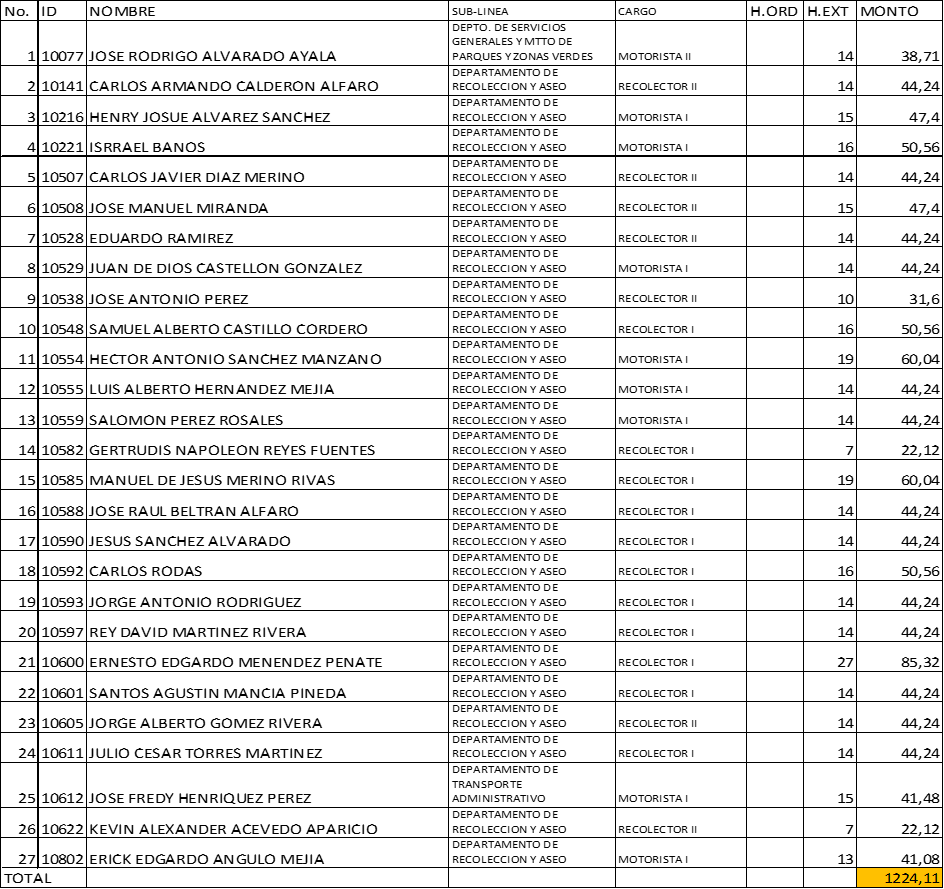 No. ID NOMBRE SUB-LINEA CARGO H.ORD H.EXT MONTO
1 10077 JOSE RODRIGO ALVARADO AYALA DEPTO. DE SERVICIOS GENERALES Y MTTO DE PARQUES Y ZONAS VERDES MOTORISTA II 14 38,71
2 10141 CARLOS ARMANDO CALDERON ALFARO DEPARTAMENTO DE RECOLECCION Y ASEO RECOLECTOR II 14 44,24
3 10216 HENRY JOSUE ALVAREZ SANCHEZ DEPARTAMENTO DE RECOLECCION Y ASEO MOTORISTA I 15 47,4
4 10221 ISRRAEL BANOS DEPARTAMENTO DE RECOLECCION Y ASEO MOTORISTA I 16 50,56
5 10507 CARLOS JAVIER DIAZ MERINO DEPARTAMENTO DE RECOLECCION Y ASEO RECOLECTOR II 14 44,24
6 10508 JOSE MANUEL MIRANDA DEPARTAMENTO DE RECOLECCION Y ASEO RECOLECTOR II 15 47,4
7 10528 EDUARDO RAMIREZ DEPARTAMENTO DE RECOLECCION Y ASEO RECOLECTOR II 14 44,24
8 10529 JUAN DE DIOS CASTELLON GONZALEZ DEPARTAMENTO DE RECOLECCION Y ASEO MOTORISTA I 14 44,24
9 10538 JOSE ANTONIO PEREZ DEPARTAMENTO DE RECOLECCION Y ASEO RECOLECTOR II 10 31,6
10 10548 SAMUEL ALBERTO CASTILLO CORDERO DEPARTAMENTO DE RECOLECCION Y ASEO RECOLECTOR I 16 50,56
11 10554 HECTOR ANTONIO SANCHEZ MANZANO DEPARTAMENTO DE RECOLECCION Y ASEO MOTORISTA I 19 60,04
12 10555 LUIS ALBERTO HERNANDEZ MEJIA DEPARTAMENTO DE RECOLECCION Y ASEO MOTORISTA I 14 44,24
13 10559 SALOMON PEREZ ROSALES DEPARTAMENTO DE RECOLECCION Y ASEO MOTORISTA I 14 44,24
14 10582 GERTRUDIS NAPOLEON REYES FUENTES DEPARTAMENTO DE RECOLECCION Y ASEO RECOLECTOR I 7 22,12
15 10585 MANUEL DE JESUS MERINO RIVAS DEPARTAMENTO DE RECOLECCION Y ASEO RECOLECTOR I 19 60,04
16 10588 JOSE RAUL BELTRAN ALFARO DEPARTAMENTO DE RECOLECCION Y ASEO RECOLECTOR I 14 44,24
17 10590 JESUS SANCHEZ ALVARADO DEPARTAMENTO DE RECOLECCION Y ASEO RECOLECTOR I 14 44,24
18 10592 CARLOS RODAS DEPARTAMENTO DE RECOLECCION Y ASEO RECOLECTOR I 16 50,56
19 10593 JORGE ANTONIO RODRIGUEZ DEPARTAMENTO DE RECOLECCION Y ASEO RECOLECTOR I 14 44,24
20 10597 REY DAVID MARTINEZ RIVERA DEPARTAMENTO DE RECOLECCION Y ASEO RECOLECTOR I 14 44,24
21 10600 ERNESTO EDGARDO MENENDEZ PENATE DEPARTAMENTO DE RECOLECCION Y ASEO RECOLECTOR I 27 85,32
22 10601 SANTOS AGUSTIN MANCIA PINEDA DEPARTAMENTO DE RECOLECCION Y ASEO RECOLECTOR I 14 44,24
23 10605 JORGE ALBERTO GOMEZ RIVERA DEPARTAMENTO DE RECOLECCION Y ASEO RECOLECTOR II 14 44,24
24 10611 JULIO CESAR TORRES MARTINEZ DEPARTAMENTO DE RECOLECCION Y ASEO RECOLECTOR I 14 44,24
25 10612 JOSE FREDY HENRIQUEZ PEREZ DEPARTAMENTO DE TRANSPORTE ADMINISTRATIVO MOTORISTA I 15 41,48
26 10622 KEVIN ALEXANDER ACEVEDO APARICIO DEPARTAMENTO DE RECOLECCION Y ASEO RECOLECTOR II 7 22,12
27 10802 ERICK EDGARDO ANGULO MEJIA DEPARTAMENTO DE RECOLECCION Y ASEO MOTORISTA I 13 41,08
TOTAL 1224,11